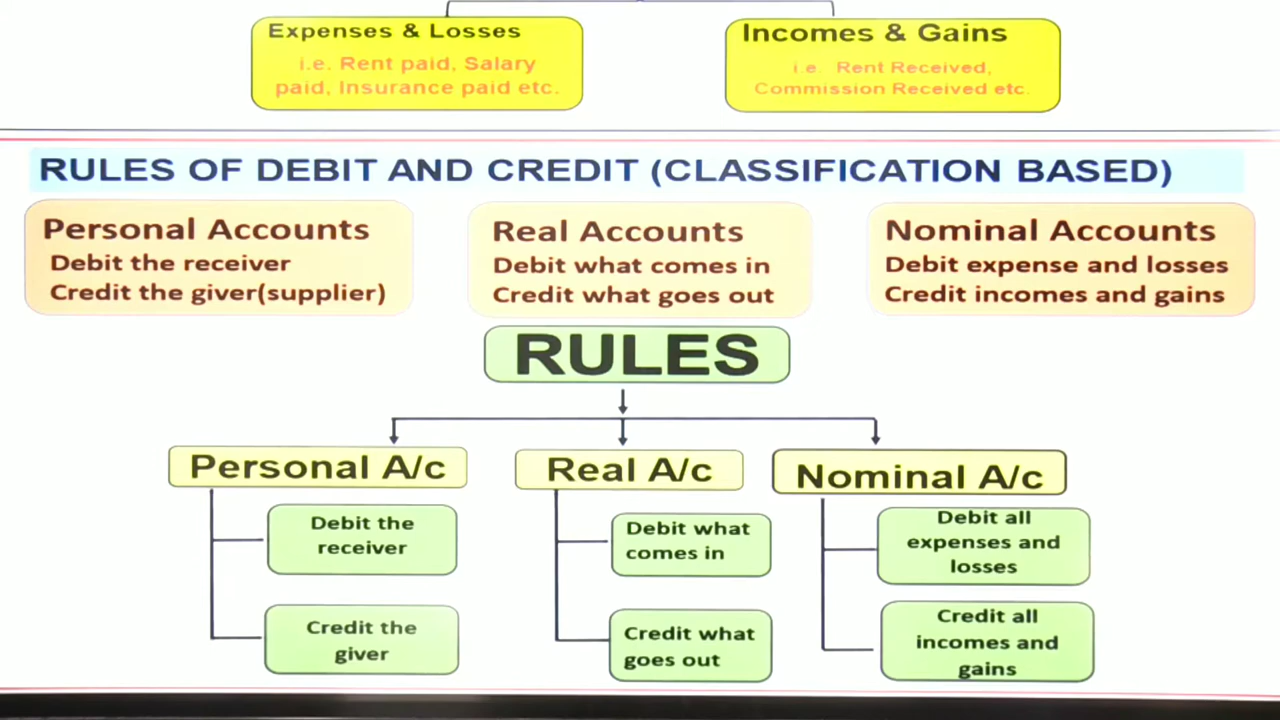 Expenses & Losses
i.e. Rent paid, Salary
paid, Insurance paid etc.
Incomes & Gains
i.e. Rent Received,
Commission Received etc.
RULES OF DEBIT AND CREDIT (CLASSIFICATION BASED)
Personal Accounts
Debit the receiver
Credit the giver(supplier)
Real Accounts
Debit what comes in
Credit what goes out
Nominal Accounts
Debit expense and losses
Credit incomes and gains
RULES
Personal A/c
Debit the
receiver
Credit the
giver
Real A/c
Debit what
comes in
Credit what
goes out
Nominal A/c
Debit all
expenses and
losses
Credit all
incomes and
gains